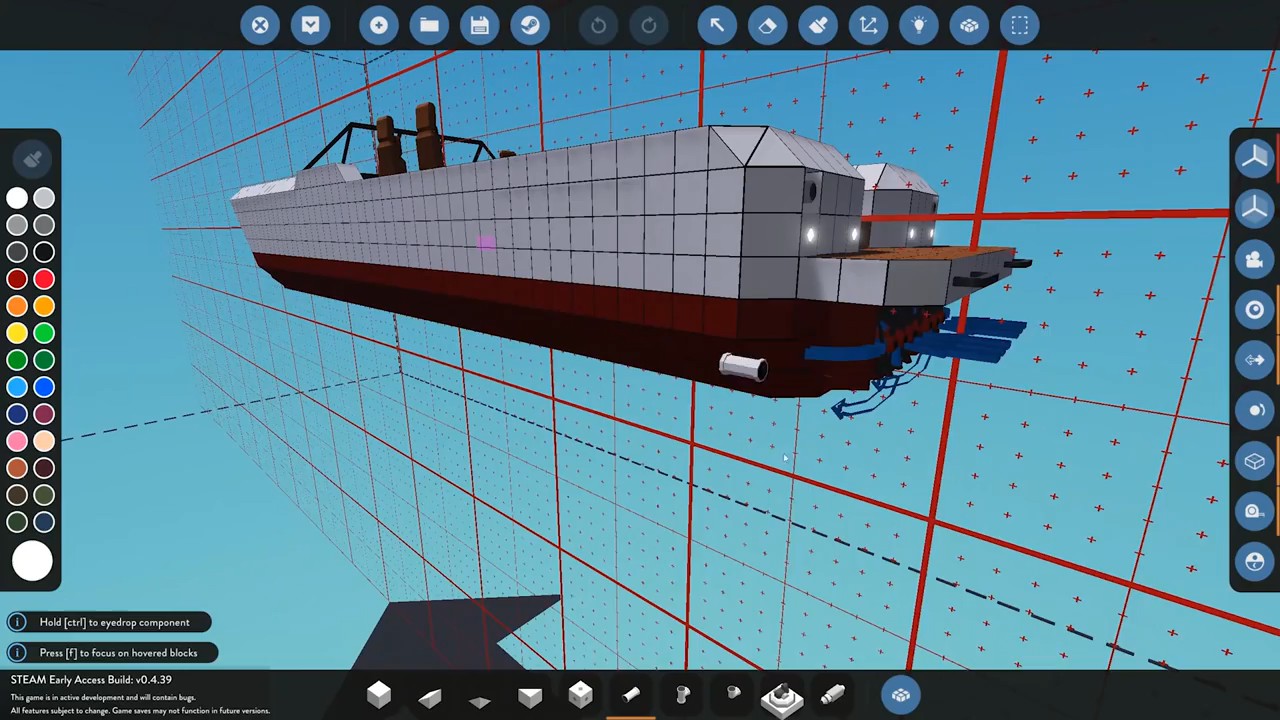 Hold [ctrl] to eyedrop component
Press [f] to focus on hovered blocks
STEAM Early Access Build: v0.4.39
This game is in active development and will contain bugs.
All features subject to change. Game saves may not function in future versions.